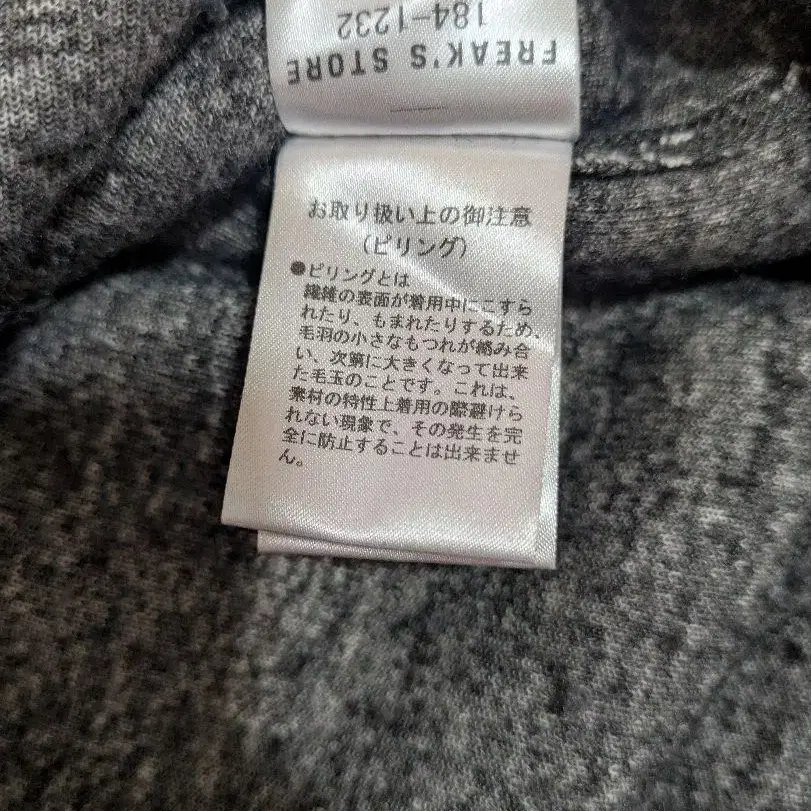 184-1232
FREAK'S STORE
お取り扱い上の御注意
(ピリング)
●ピリングとは
繊維の表面が着用中にこすら
れたり、もまれたりするため、
毛羽の小さなもつれが絡み合
い、次第に大きくなって出来
た毛玉のことです。これは、
素材の特性上着用の際避けら
れない現象で、その発生を完
全に防止することは出来ませ
ん。